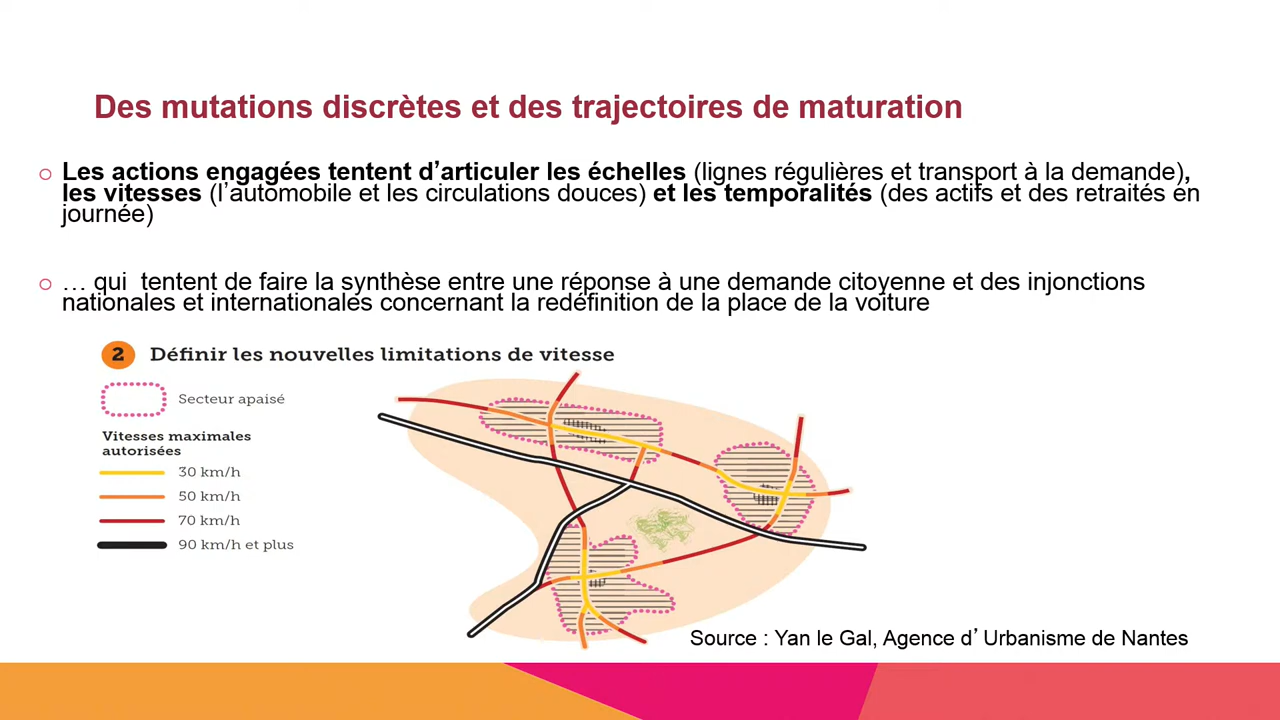 Des mutations discrètes et des trajectoires de maturation
Les actions engagées tentent d’articuler les échelles (lignes régulières et transport à la demande),
les vitesses (l’automobile et les circulations douces) et les temporalités (des actifs et des retraités en
journée)
… qui tentent de faire la synthèse entre une réponse à une demande citoyenne et des injonctions
nationales et internationales concernant la redéfinition de la place de la voiture
2 Définir les nouvelles limitations de vitesse
Secteur apaisé
Vitesses maximales
autorisées
30 km/h
50 km/h
70 km/h
90 km/h et plus
Source : Yan le Gal, Agence d’Urbanisme de Nantes